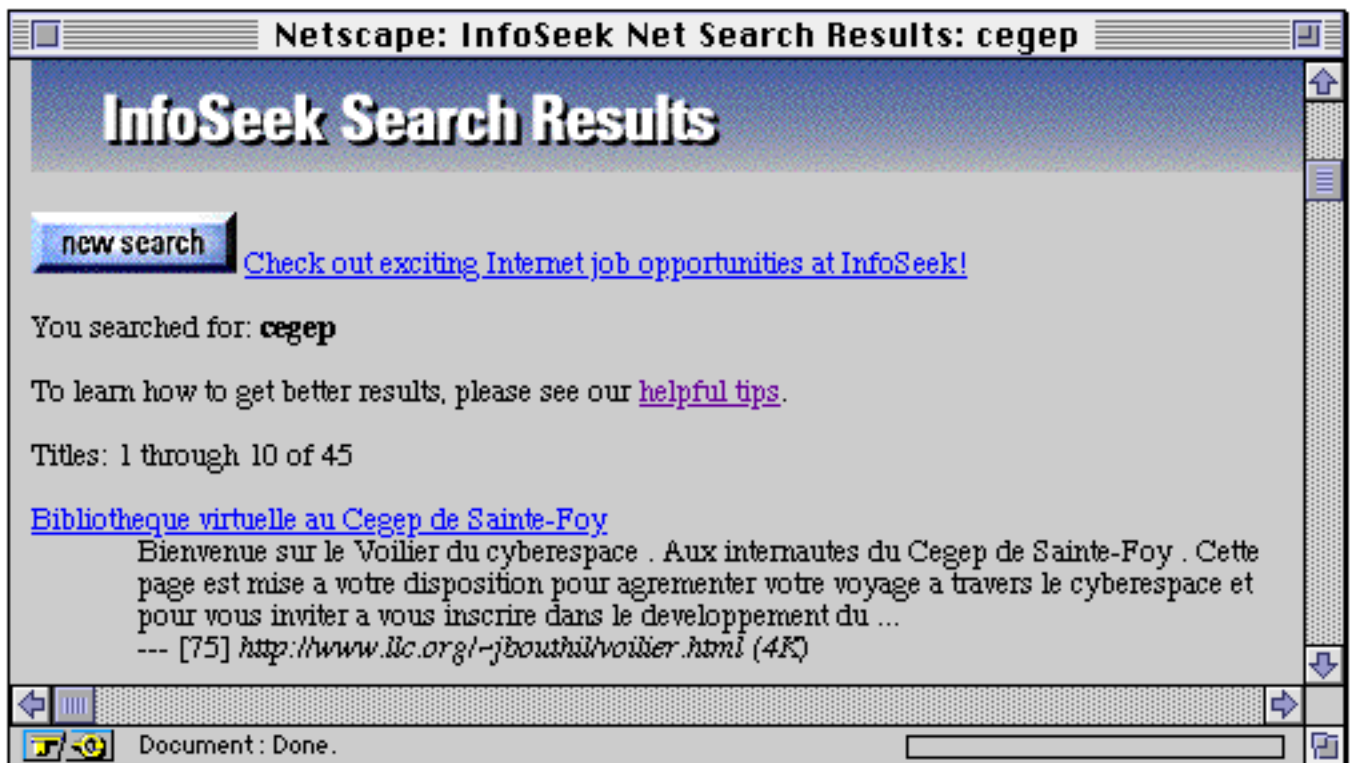 Netscape: InfoSeek Net Search Results: cegep
InfoSeek Search Results
new search
Check out exciting Internet job opportunities at InfoSeek!
You searched for: cegep
To learn how to get better results, please see our helpful tips.
Titles: 1 through 10 of 45
Bibliotheque virtuelle au Cegep de Sainte-Foy
Bienvenue sur le Voilier du cyberespace . Aux internautes du Cegep de Sainte-Foy . Cette
page est mise a votre disposition pour agrementer votre voyage a travers le cyberespace et
pour vous inviter a vous inscrire dans le developpement du ...
--- [75] http://www.llc.org/~jbouthil/voilier.html (4K)
Document : Done.